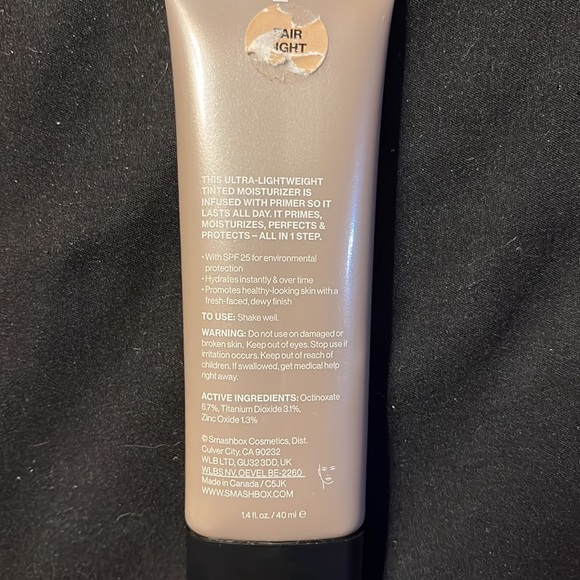 AIR
IGHT
THIS ULTRA-LIGHTWEIGHT
TINTED MOISTURIZER IS
INFUSED WITH PRIMER SO IT
LASTS ALL DAY. IT PRIMES,
MOISTURIZES, PERFECTS &
PROTECTS – ALL IN 1 STEP.
• With SPF 25 for environmental
protection
• Hydrates instantly & over time
• Promotes healthy-looking skin with a
fresh-faced, dewy finish
TO USE: Shake well.
WARNING: Do not use on damaged or
broken skin. Keep out of eyes. Stop use if
irritation occurs. Keep out of reach of
children. If swallowed, get medical help
right away.
ACTIVE INGREDIENTS: Octinoxate
6.7%, Titanium Dioxide 3.1%,
Zinc Oxide 1.3%
© Smashbox Cosmetics, Dist.
Culver City, CA 90232
WLB LTD, GU32 3DD, UK
WLBS NV, OEVEL BE-2260
Made in Canada / C5JK
WWW.SMASHBOX.COM
1.4 fl. oz. / 40 ml e